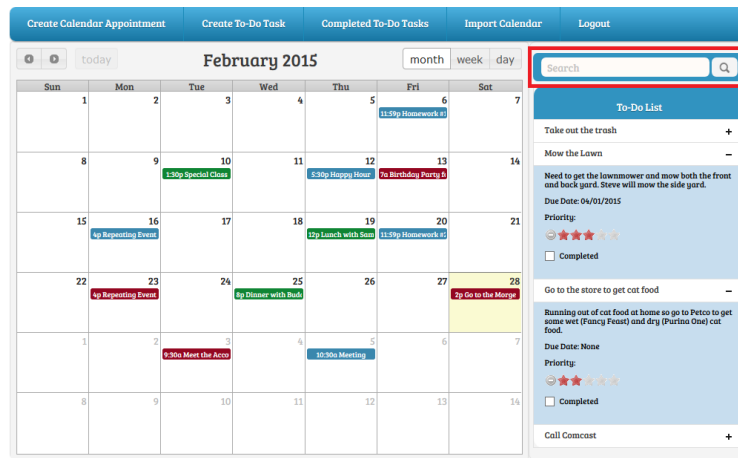 Create Calendar Appointment Create To-Do Task Completed To-Do Tasks Import Calendar Logout
today February 2015 month week day
Search
Sun Mon Tue Wed Thu Fri Sat
1 2 3 4 5 6 7
11:59p Homework #1
8 9 10 11 12 13 14
1:30p Special Class 5:30p Happy Hour 7a Birthday Party fo
15 16 17 18 19 20 21
4p Repeating Event 12p Lunch with Sam 11:59p Homework #2
22 23 24 25 26 27 28
4p Repeating Event 8p Dinner with Bude 2p Go to the Morge
1 2 3 4 5 6 7
9:30a Meet the Acco 10:30a Meeting
8 9 10 11 12 13 14
To-Do List
Take out the trash +
Mow the Lawn –
Need to get the lawnmower and mow both the front
and back yard. Steve will mow the side yard.
Due Date: 04/01/2015
Priority:
Completed
Go to the store to get cat food –
Running out of cat food at home so go to Petco to get
some wet (Fancy Feast) and dry (Purina One) cat
food.
Due Date: None
Priority:
Completed
Call Comcast +